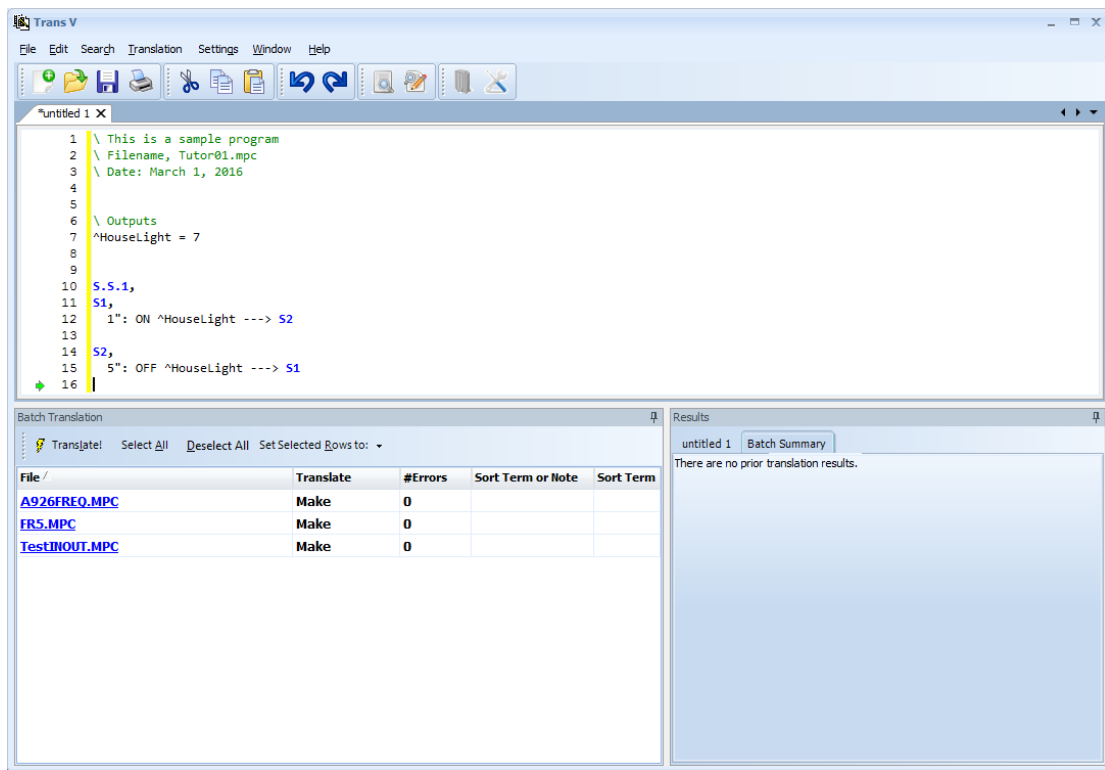 Trans V
File Edit Search Translation Settings Window Help
*untitled 1 X
1 \ This is a sample program
2 \ Filename, Tutor01.mpc
3 \ Date: March 1, 2016
4
5
6 \ Outputs
7 ^HouseLight = 7
8
9
10 S.S.1,
11 S1,
12 1": ON ^HouseLight ---> S2
13
14 S2,
15 5": OFF ^HouseLight ---> S1
16
Batch Translation
Translate! Select All Deselect All Set Selected Rows to:
File Translate #Errors Sort Term or Note Sort Term
A926FREQ.MPC Make 0
FR5.MPC Make 0
TestINOUT.MPC Make 0
Results
untitled 1 Batch Summary
There are no prior translation results.